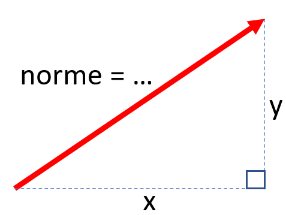 norme = ...
y
x